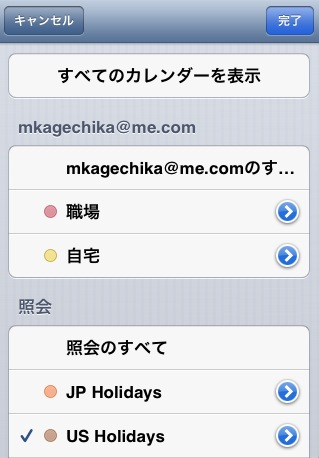 キャンセル 完了
すべてのカレンダーを表示
mkagechika@me.com
mkagechika@me.comのす...
職場
自宅
照会
照会のすべて
JP Holidays
US Holidays